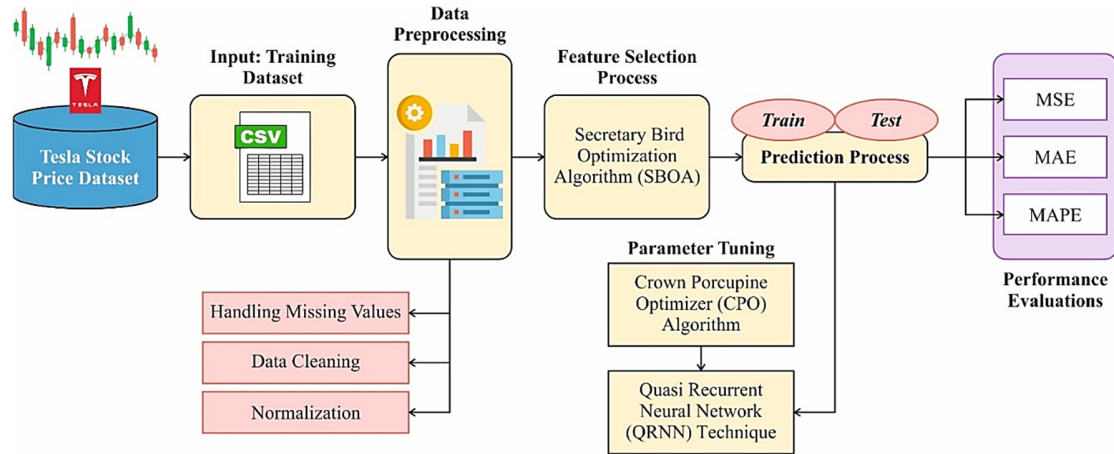 TESLA
Tesla Stock
Price Dataset
Input: Training
Dataset
CSV
Data
Preprocessing
Handling Missing Values
Data Cleaning
Normalization
Feature Selection
Process
Secretary Bird
Optimization
Algorithm (SBOA)
Train
Test
Prediction Process
Parameter Tuning
Crown Porcupine
Optimizer (CPO)
Algorithm
Quasi Recurrent
Neural Network
(QRNN) Technique
MSE
MAE
MAPE
Performance
Evaluations